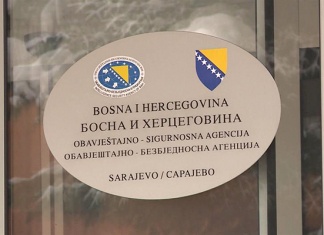 BOSNA I HERCEGOVINA
БОСНА И ХЕРЦЕГОВИНА
OBAVJEŠTAJNO - SIGURNOSNA AGENCIJA
ОБАВЈЕШТАЈНО - БЕЗБЈЕДНОСНА АГЕНЦИЈА
SARAJEVO / САРАЈЕВО